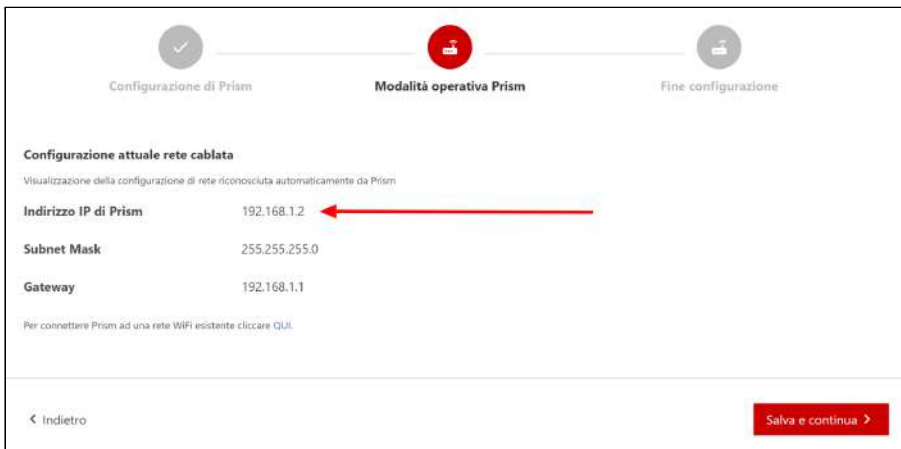 Configurazione di Prism
Modalità operativa Prism
Fine configurazione
Configurazione attuale rete cablata
Visualizzazione della configurazione di rete riconosciuta automaticamente da Prism
Indirizzo IP di Prism 192.168.1.2
Subnet Mask 255.255.255.0
Gateway 192.168.1.1
Per connettere Prism ad una rete WiFi esistente cliccare QUI.
Indietro
Salva e continua